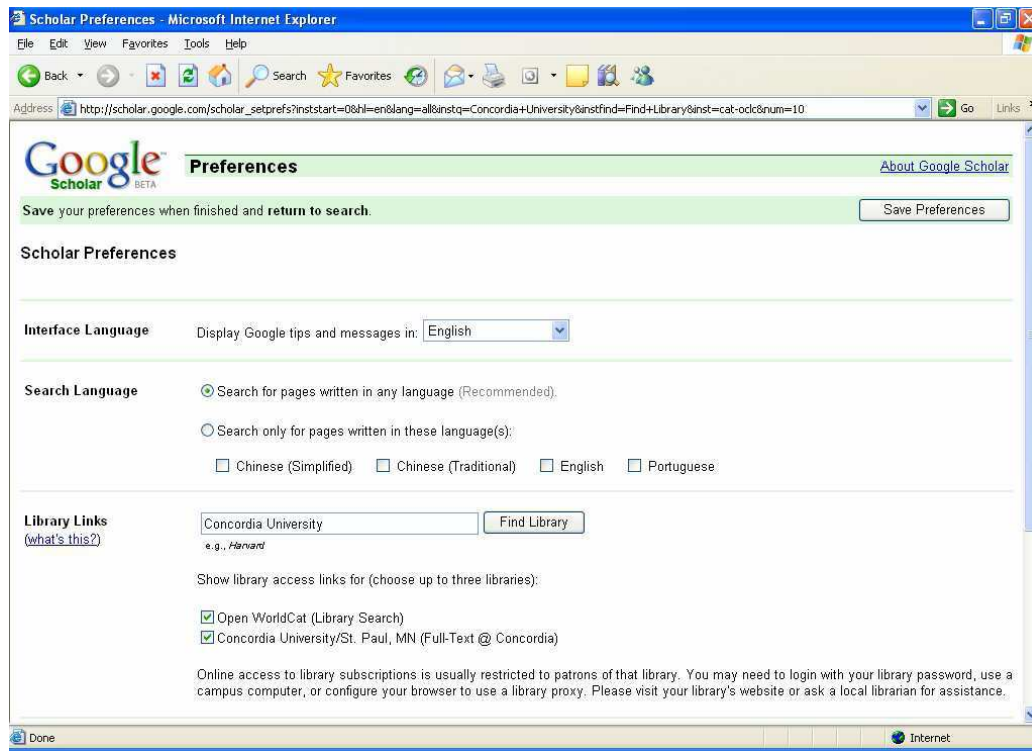 Scholar Preferences - Microsoft Internet Explorer
File Edit View Favorites Tools Help
Back Search Favorites
Address http://scholar.google.com/scholar_setprefs?inststart=0&hl=en&lang=all&instq=Concordia+University&instfind=Find+Library&inst=cat-oclc&num=10 Go Links
Google™
Scholar BETA
Preferences
About Google Scholar
Save your preferences when finished and return to search.
Save Preferences
Scholar Preferences
Interface Language Display Google tips and messages in: English
Search Language Search for pages written in any language (Recommended).
Search only for pages written in these language(s):
Chinese (Simplified) Chinese (Traditional) English Portuguese
Library Links Concordia University Find Library
(what's this?) e.g., Harvard
Show library access links for (choose up to three libraries):
Open WorldCat (Library Search)
Concordia University/St. Paul, MN (Full-Text @ Concordia)
Online access to library subscriptions is usually restricted to patrons of that library. You may need to login with your library password, use a
campus computer, or configure your browser to use a library proxy. Please visit your library's website or ask a local librarian for assistance.
Done Internet